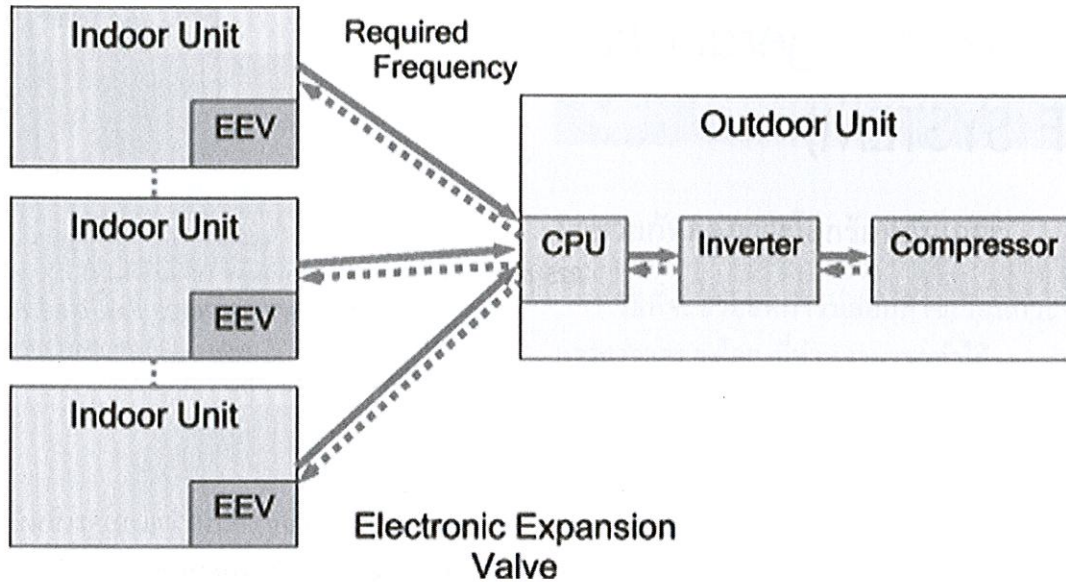 Indoor Unit
EEV
Indoor Unit
EEV
Indoor Unit
EEV
Required
Frequency
Outdoor Unit
CPU
Inverter
Compressor
Electronic Expansion
Valve